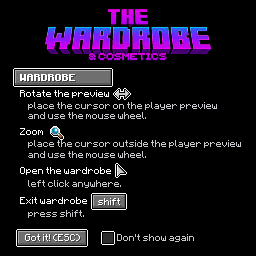 THE
WARDROBE
& COSMETICS
WARDROBE
Rotate the preview
place the cursor on the player preview
and use the mouse wheel.
Zoom
place the cursor outside the player preview
and use the mouse wheel.
Open the wardrobe
left click anywhere.
Exit wardrobe shift
press shift.
Got it! (ESC) Don't show again